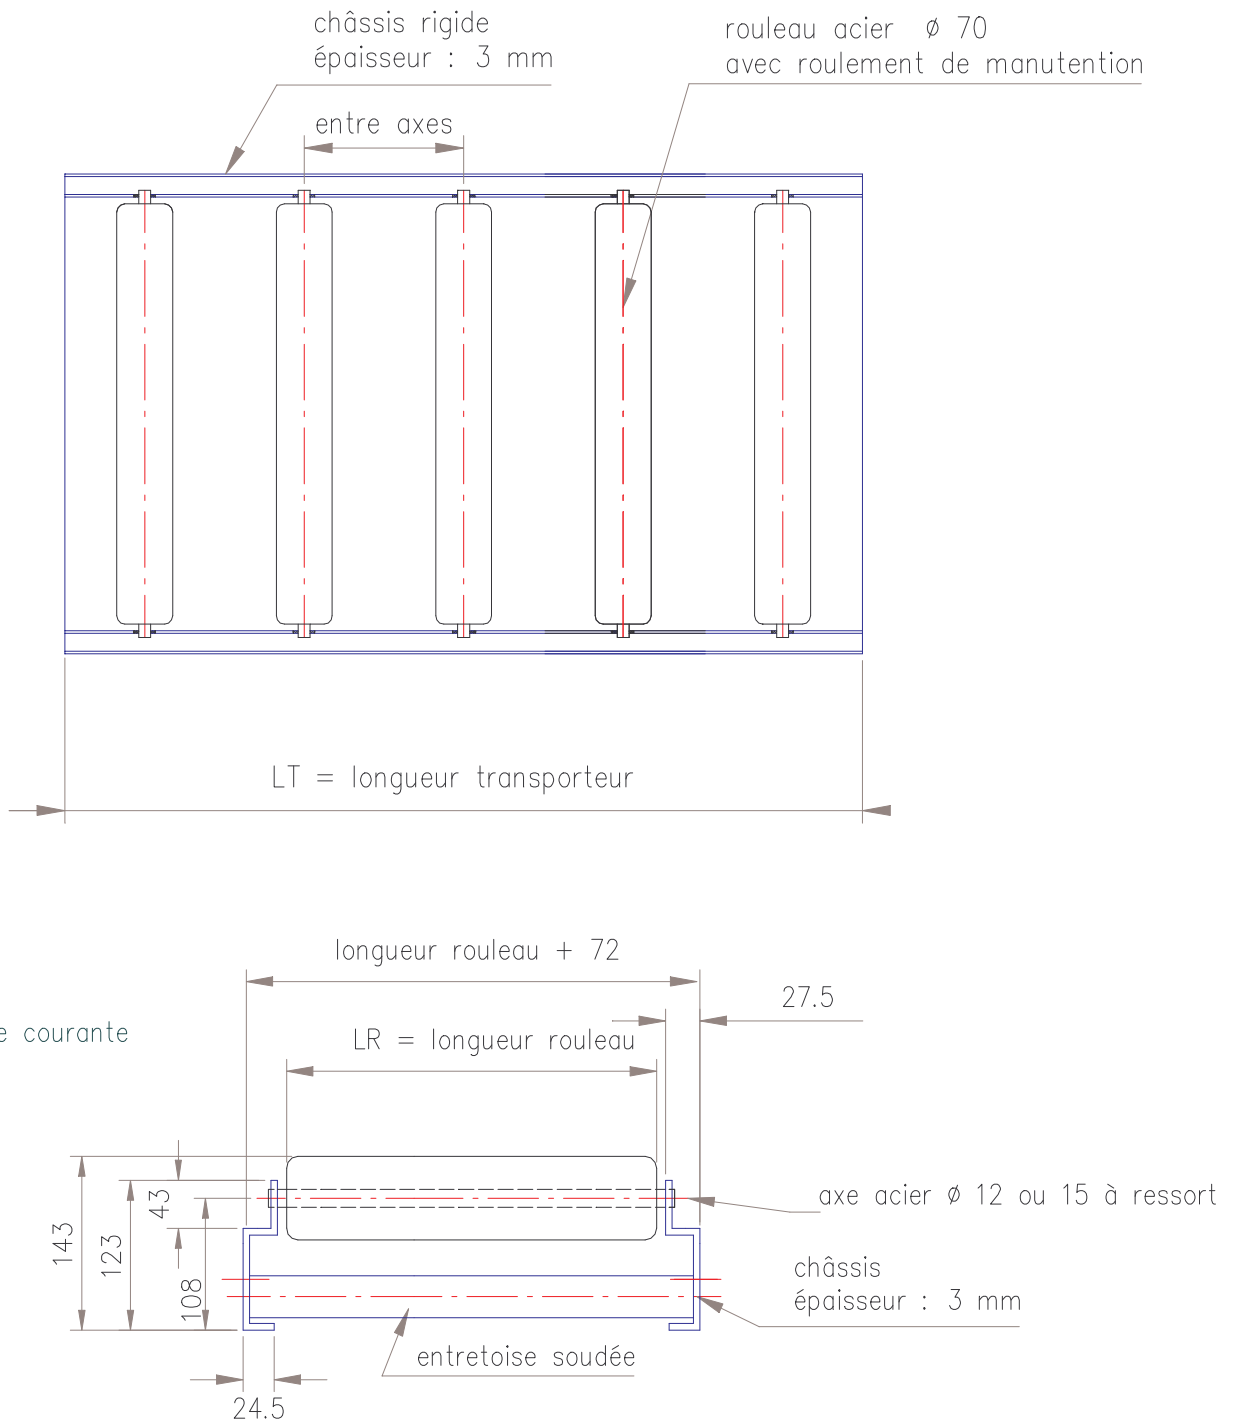 châssis rigide
épaisseur : 3 mm
rouleau acier ø 70
avec roulement de manutention
entre axes
LT = longueur transporteur
longueur rouleau + 72
27.5
e courante
LR = longueur rouleau
43
143
123
108
axe acier ø 12 ou 15 à ressort
châssis
épaisseur : 3 mm
entretoise soudée
24.5